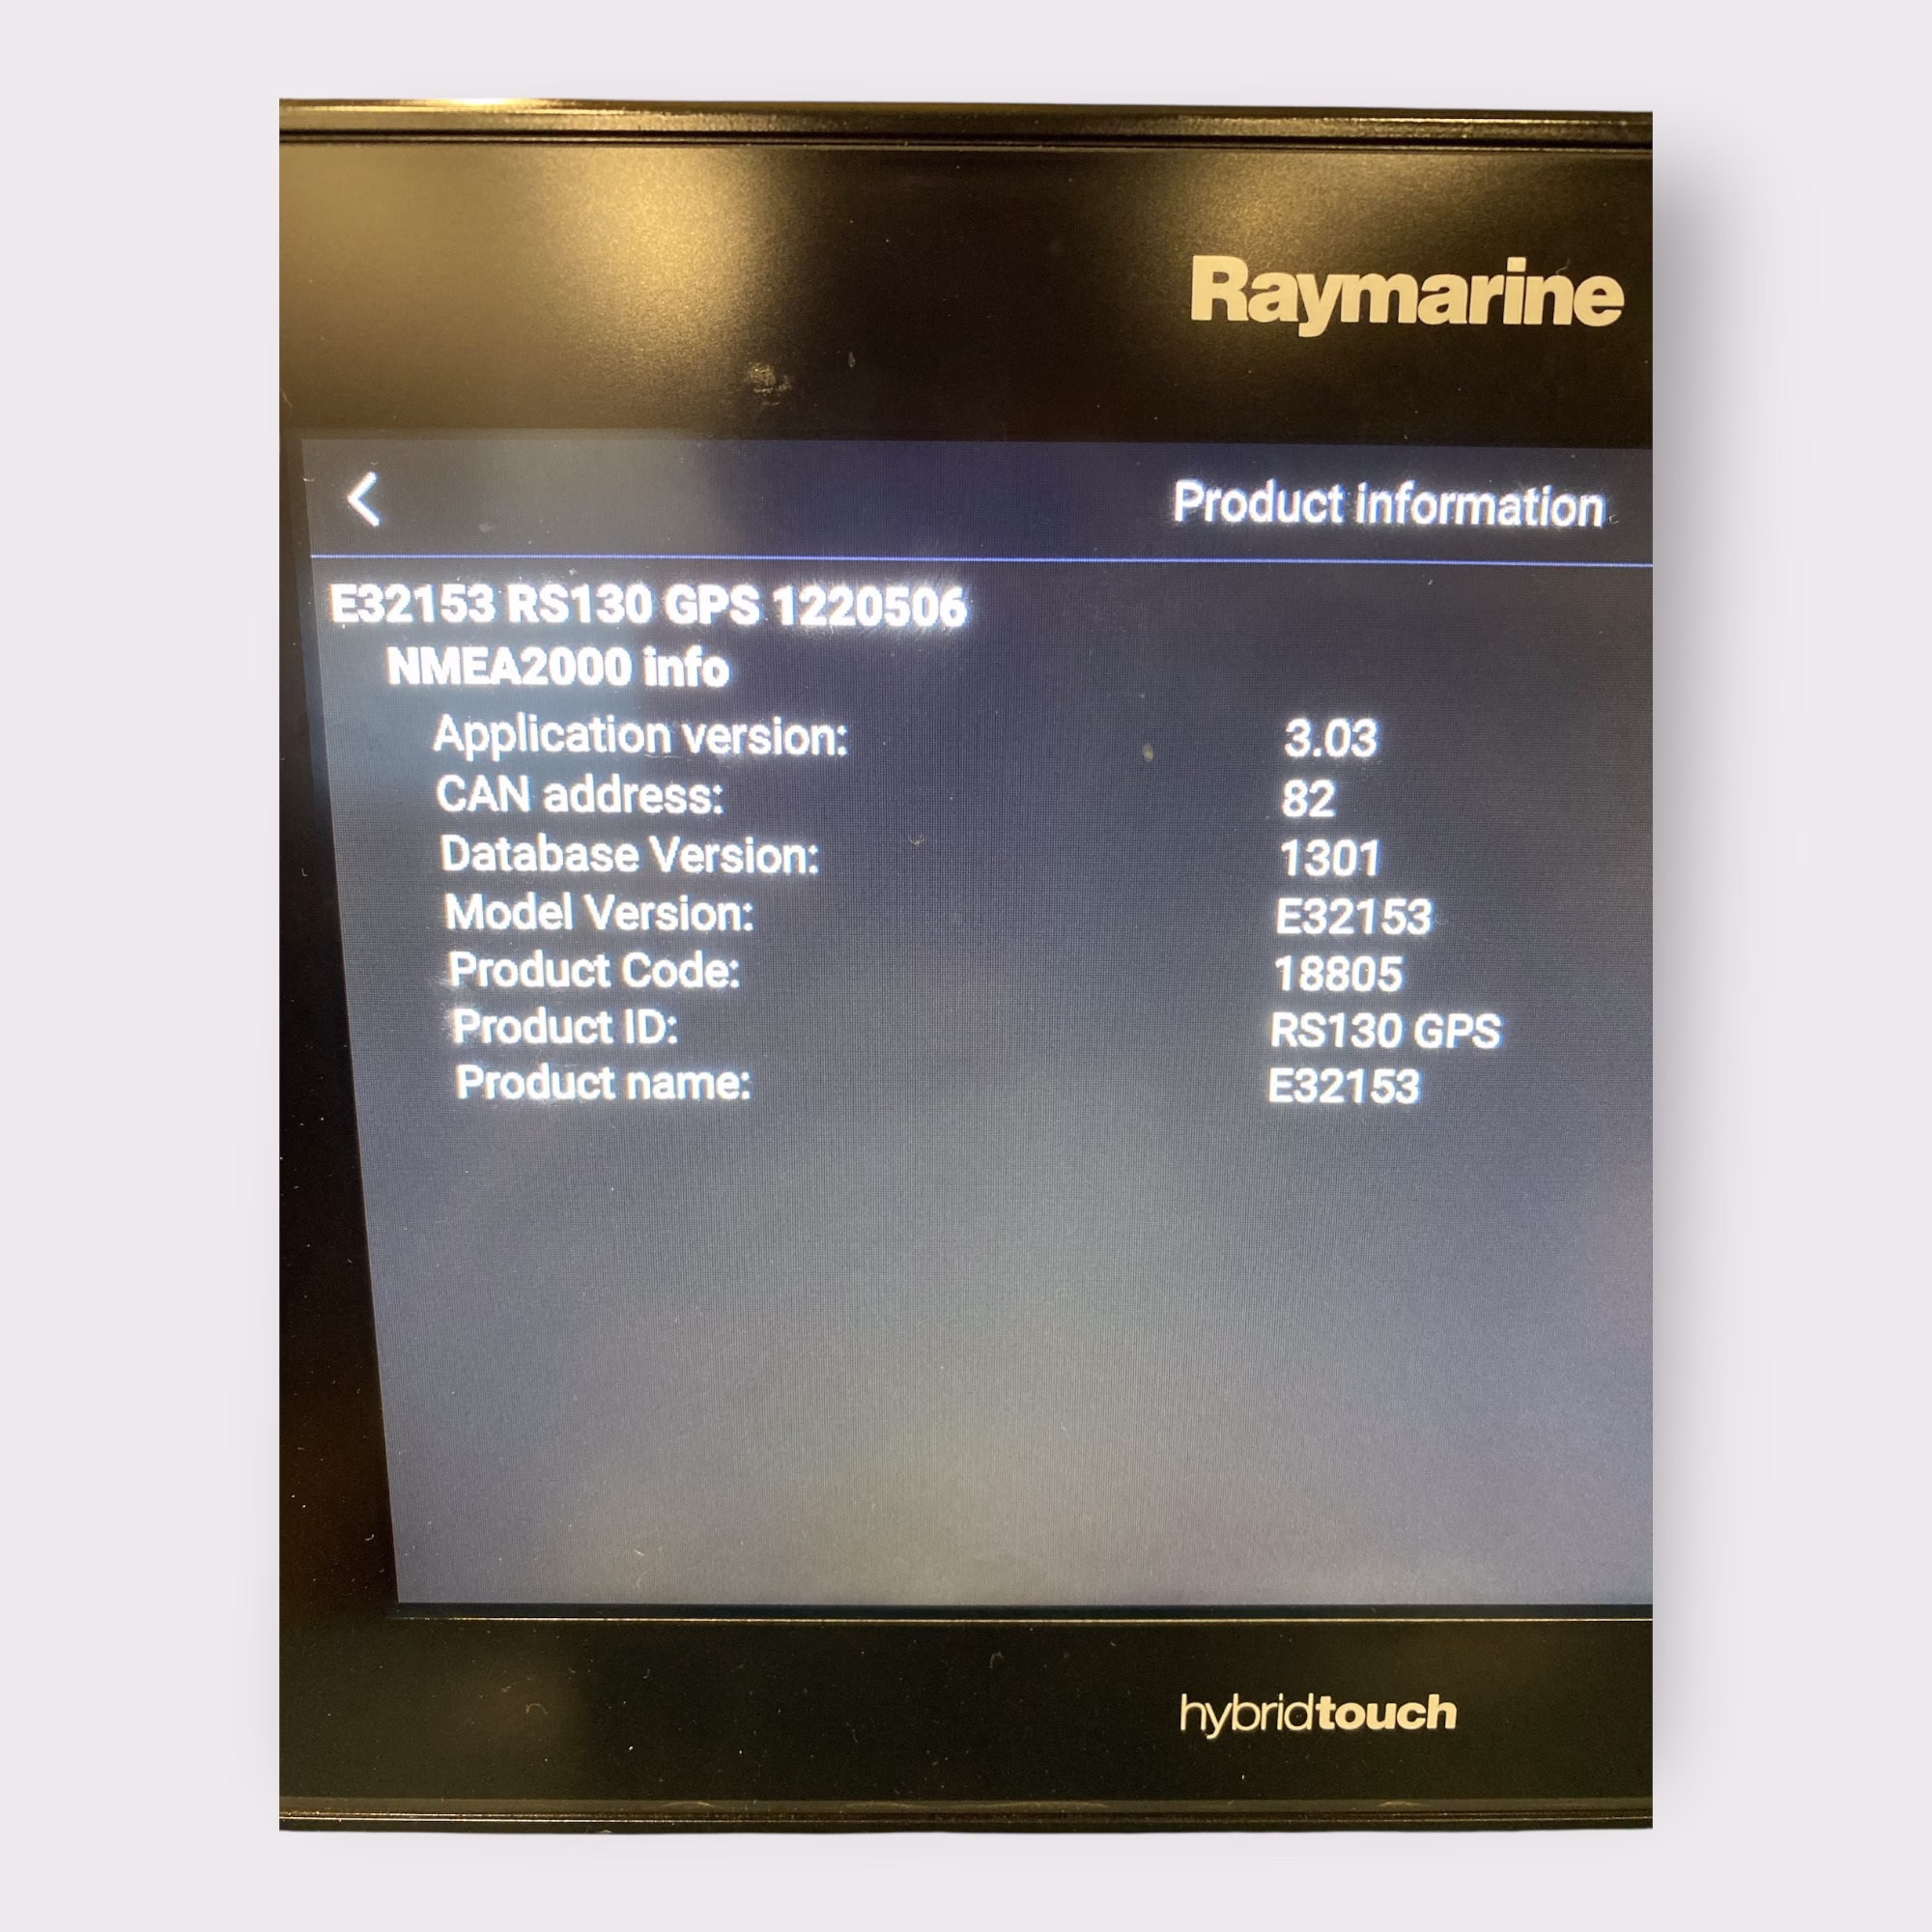 Raymarine
Product information
E32153 RS130 GPS 1220506
NMEA2000 info
Application version: 3.03
CAN address: 82
Database Version: 1301
Model Version: E32153
Product Code: 18805
Product ID: RS130 GPS
Product name: E32153
hybridtouch